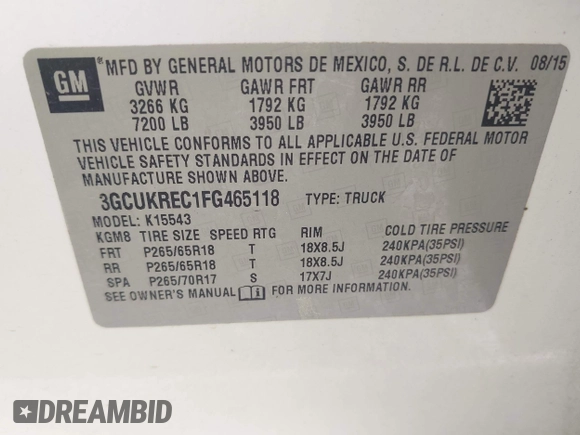 GM ® MFD BY GENERAL MOTORS DE MEXICO, S. DE R.L. DE C.V. 08/15
GVWR GAWR FRT GAWR RR
3266 KG 1792 KG 1792 KG
7200 LB 3950 LB 3950 LB
THIS VEHICLE CONFORMS TO ALL APPLICABLE U.S. FEDERAL MOTOR
VEHICLE SAFETY STANDARDS IN EFFECT ON THE DATE OF
MANUFACTURE SHOWN ABOVE.
3GCUKREC1FG465118 TYPE: TRUCK
MODEL: K15543
KGM8 TIRE SIZE SPEED RTG RIM COLD TIRE PRESSURE
FRT P265/65R18 T 18X8.5J 240KPA(35PSI)
RR P265/65R18 T 18X8.5J 240KPA(35PSI)
SPA P265/70R17 S 17X7J 240KPA(35PSI)
SEE OWNER'S MANUAL FOR MORE INFORMATION.
DREAMBID